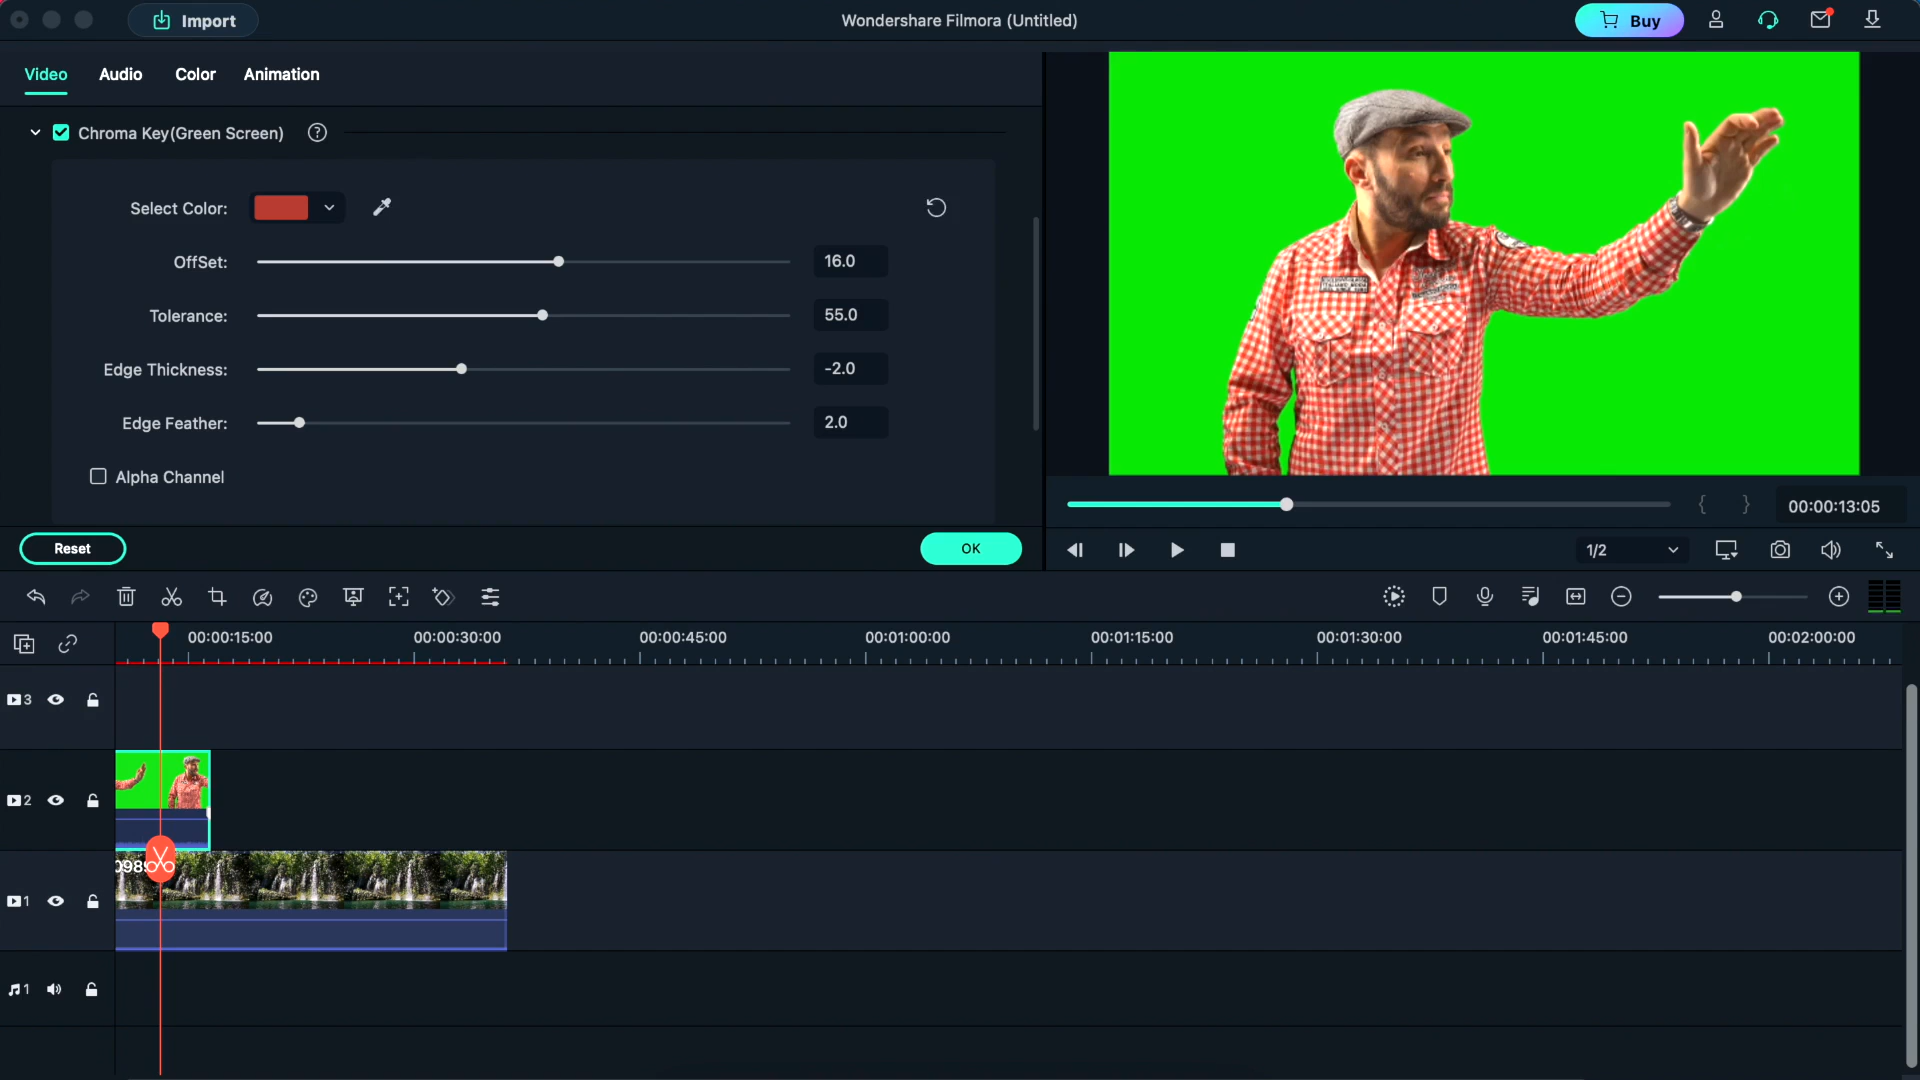 Import
Wondershare Filmora (Untitled)
Buy
Video Audio Color Animation
Chroma Key(Green Screen) ?
Select Color:
OffSet: 16.0
Tolerance: 55.0
Edge Thickness: -2.0
Edge Feather: 2.0
Alpha Channel
Reset
OK
{ } 00:00:13:05
1/2
00:00:15:00 00:00:30:00 00:00:45:00 00:01:00:00 00:01:15:00 00:01:30:00 00:01:45:00 00:02:00:00
3
2
1
1